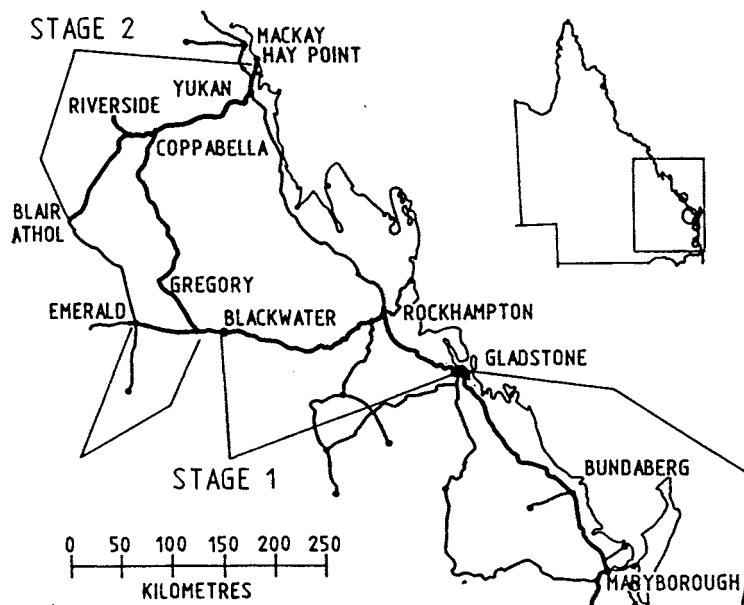 STAGE 2
MACKAY
HAY POINT
YUKAN
RIVERSIDE
COPPABELLA
BLAIR
ATHOL
GREGORY
EMERALD
BLACKWATER
ROCKHAMPTON
GLADSTONE
STAGE 1
BUNDABERG
MARYBOROUGH
0 50 100 150 200 250
KILOMETRES